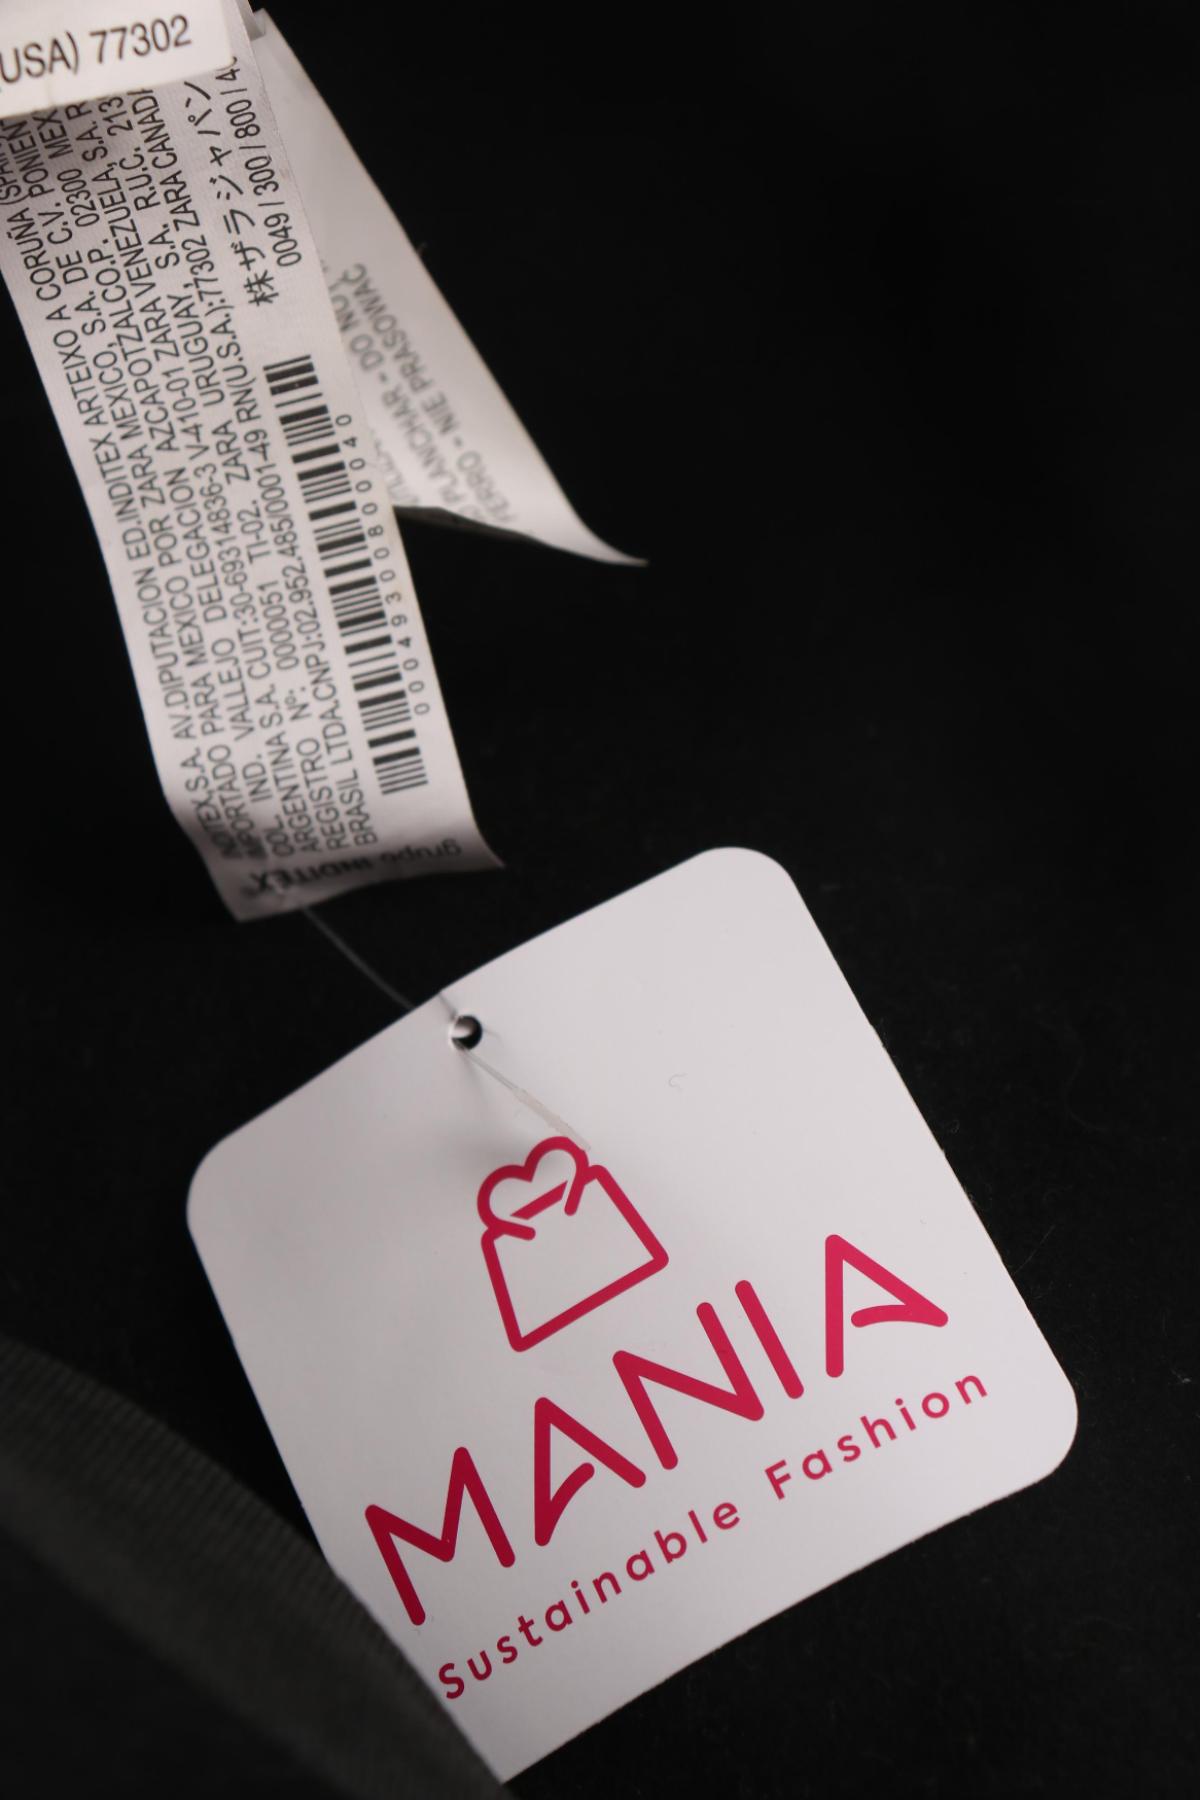 (USA) 77302
INDITEX,S.A. AV.DIPUTACION ED.INDITEX ARTEIXO A CORUÑA (SPAIN
IMPORTADO PARA MEXICO POR ZARA MEXICO, S.A. DE C.V. PONIEN
COL. IND. VALLEJO DELEGACION AZCAPOTZALCO.P. 02300 MEX
ARGENTINA S.A. CUIT:30-69314836-3 V-410-01 ZARA VENEZUELA, S.A. R
REGISTRO Nº: 0000051 TI-02. ZARA URUGUAY, S.A. R.U.C. 213
BRASIL LTDA.CNPJ:02.952.485/0001-49 RN(U.S.A.):77302 ZARA CANADA
株ザラジャパン
0049 / 300 / 800 / 40
00049300800040
grupo INDITEX
PLANCHAR - DO NOT
FERRO - NIE PRASOWAĆ
MANIA
Sustainable Fashion